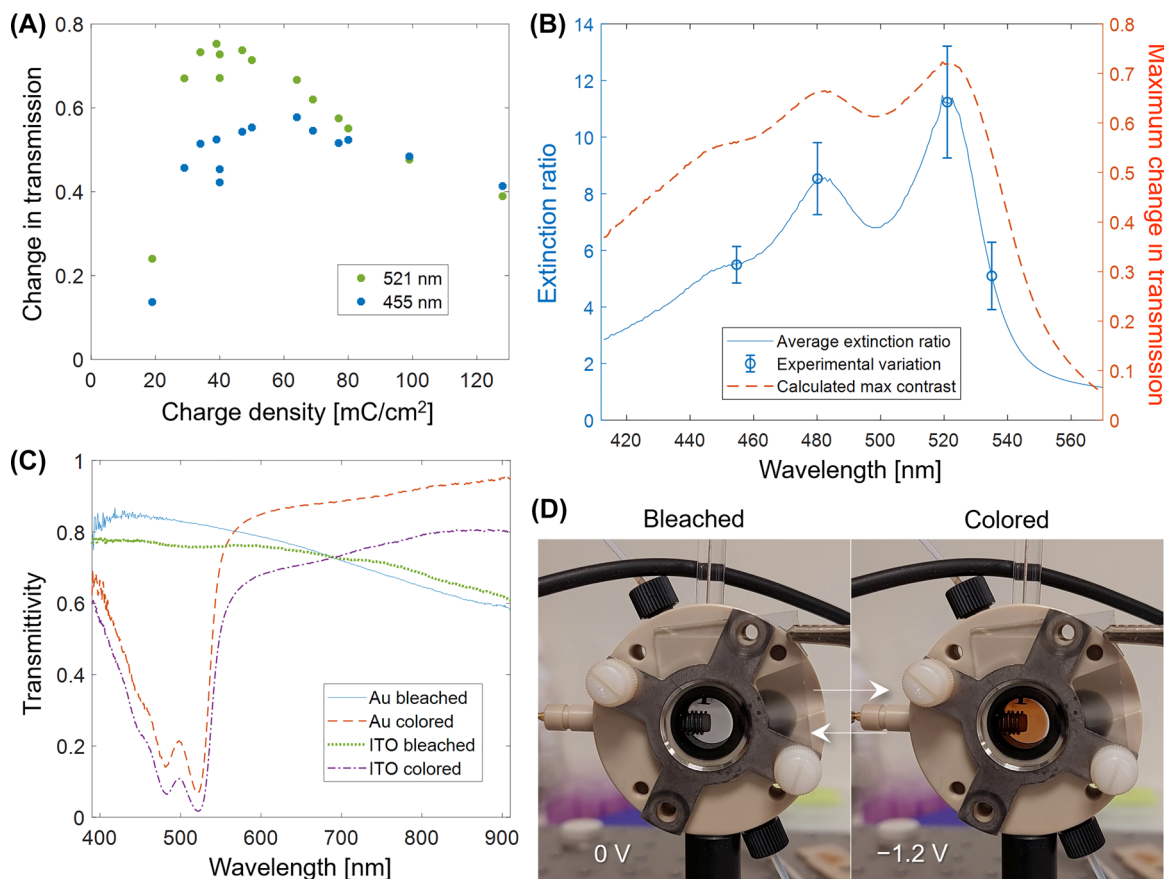 (A)
0.8
0.6
0.4
0.2
0
Change in transmission
0 20 40 60 80 100 120
Charge density [mC/cm²]
521 nm
455 nm
(B)
14
12
10
8
6
4
2
0
Extinction ratio
0.8
0.7
0.6
0.5
0.4
0.3
0.2
0.1
0
Maximum change in transmission
420 440 460 480 500 520 540 560
Wavelength [nm]
Average extinction ratio
Experimental variation
Calculated max contrast
(C)
1
0.8
0.6
0.4
0.2
0
Transmittivity
400 500 600 700 800 900
Wavelength [nm]
Au bleached
Au colored
ITO bleached
ITO colored
(D)
Bleached Colored
0 V −1.2 V